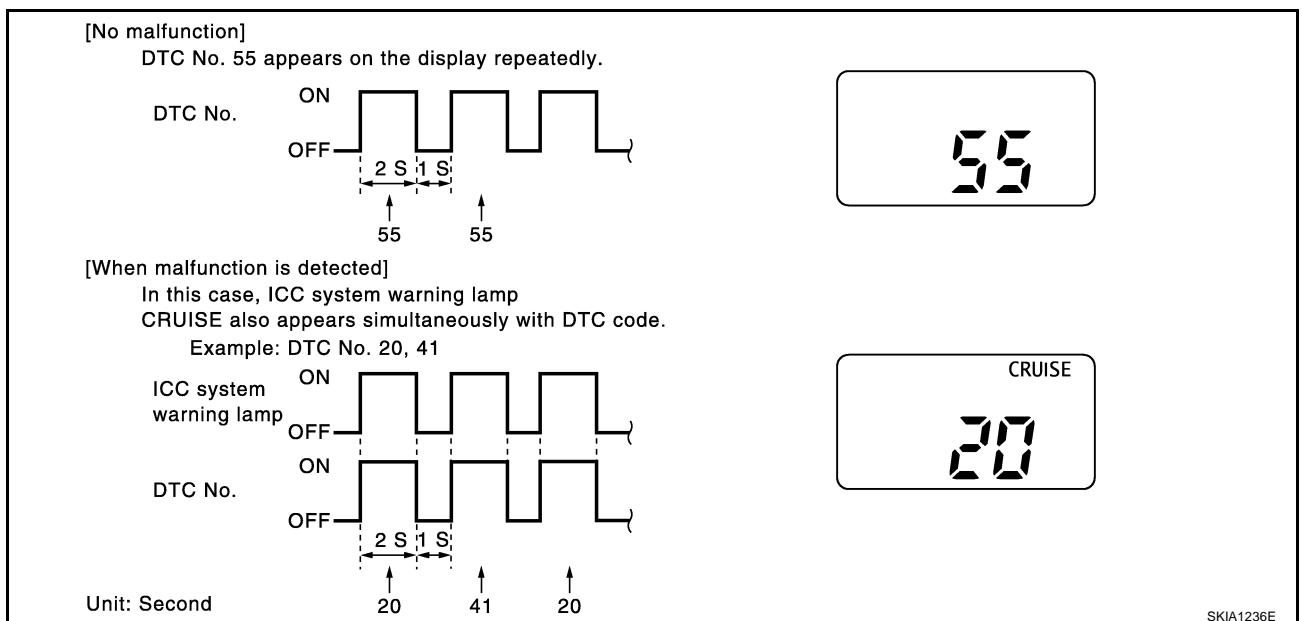 [No malfunction]
DTC No. 55 appears on the display repeatedly.
ON
DTC No.
OFF
2 S 1 S
55 55
55
[When malfunction is detected]
In this case, ICC system warning lamp
CRUISE also appears simultaneously with DTC code.
Example: DTC No. 20, 41
ON
ICC system
warning lamp
OFF
ON
DTC No.
OFF
2 S 1 S
Unit: Second
20 41 20
CRUISE
20
SKIA1236E